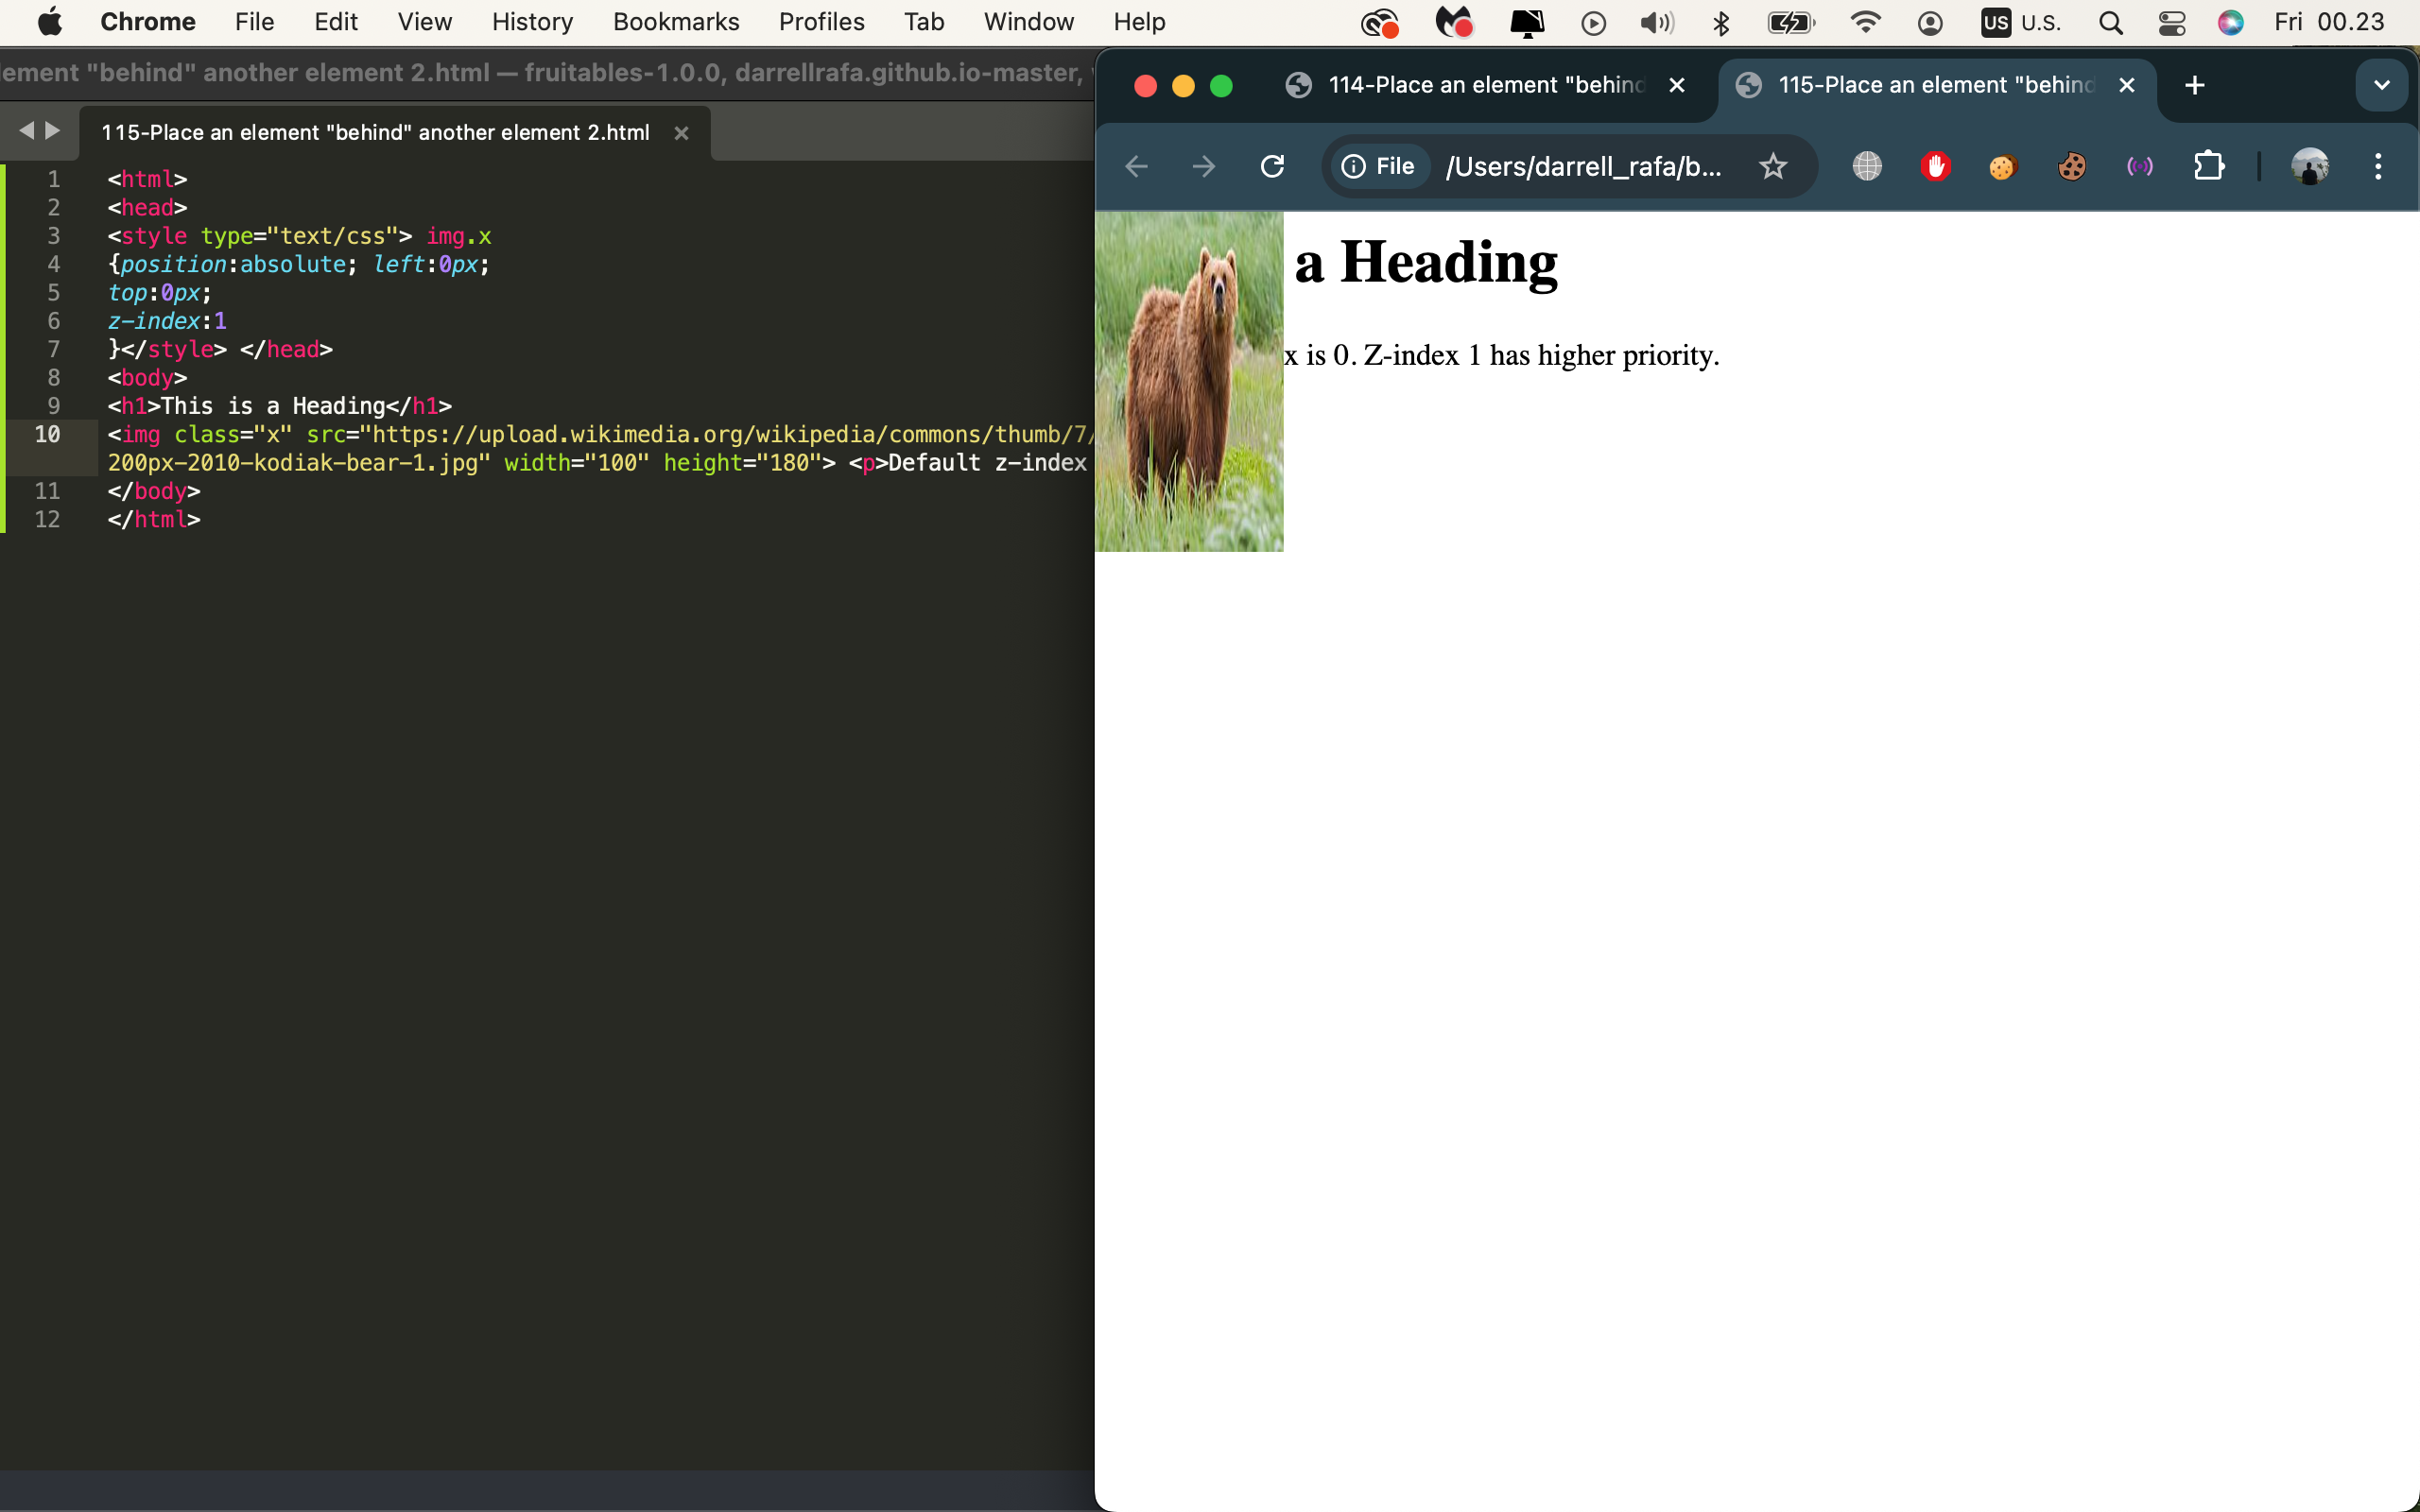 Chrome File Edit View History Bookmarks Profiles Tab Window Help US U.S. Fri 00.23
lement "behind" another element 2.html — fruitables-1.0.0, darrellrafa.github.io-master,
115-Place an element "behind" another element 2.html
1 <html>
2 <head>
3 <style type="text/css"> img.x
4 {position:absolute; left:0px;
5 top:0px;
6 z-index:1
7 }</style> </head>
8 <body>
9 <h1>This is a Heading</h1>
10 <img class="x" src="https://upload.wikimedia.org/wikipedia/commons/thumb/7/
200px-2010-kodiak-bear-1.jpg" width="100" height="180"> <p>Default z-index
11 </body>
12 </html>
114-Place an element "behind
115-Place an element "behind
File /Users/darrell_rafa/b...
a Heading
x is 0. Z-index 1 has higher priority.